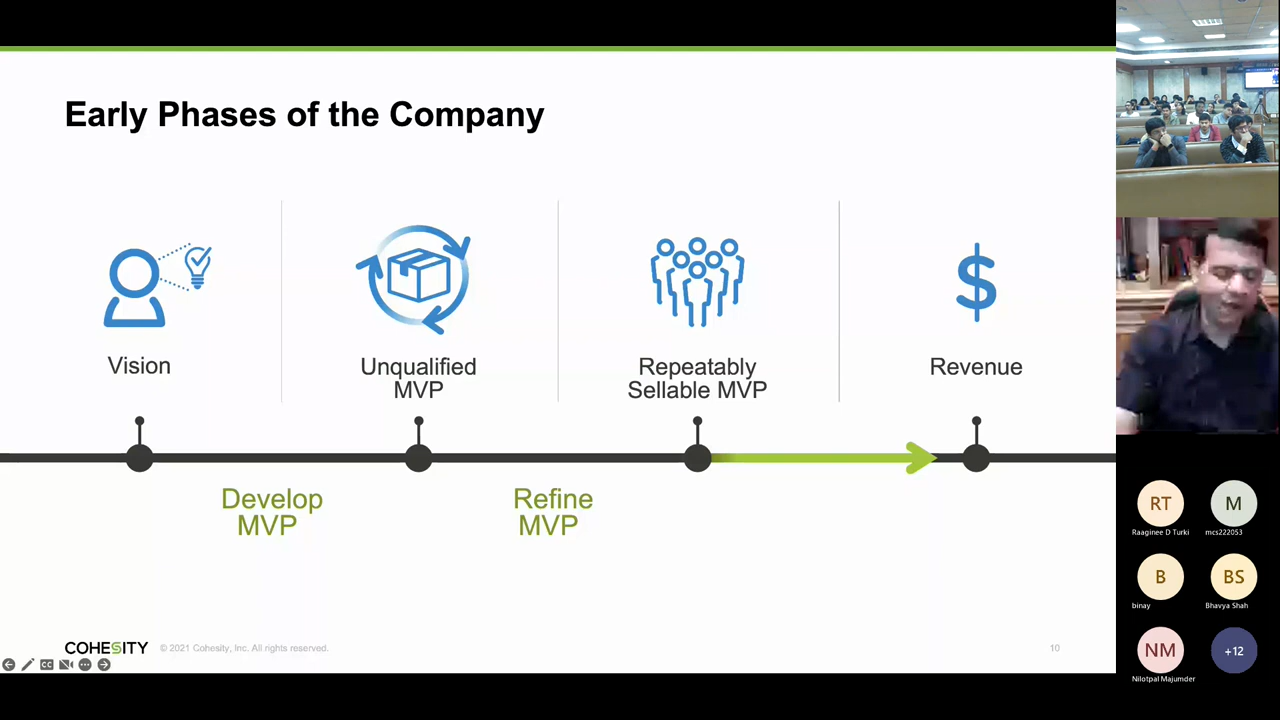 Early Phases of the Company
Vision
Unqualified
MVP
Repeatably
Sellable MVP
Revenue
Develop
MVP
Refine
MVP
COHESITY © 2021 Cohesity, Inc. All rights reserved. 10
CC
RT
M
Raaginee D Turki
mcs222053
B
BS
binay
Bhavya Shah
NM
+12
Nilotpal Majumder